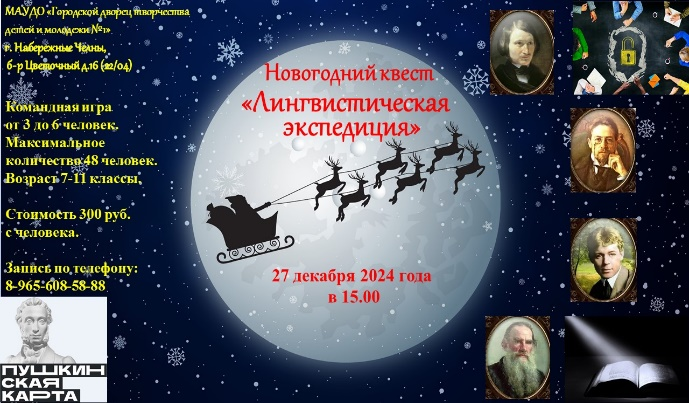 МАУДО «Городской дворец творчества
детей и молодежи №1»
г. Набережные Челны,
б-р Цветочный д.16 (22/04)
Командная игра
от 3 до 6 человек.
Максимальное
количество 48 человек.
Возраст 7-11 классы.
Стоимость 300 руб.
с человека.
Запись по телефону:
8-965-608-58-88
ПУШКИН
СКАЯ
КАРТА
Новогодний квест
«Лингвистическая
экспедиция»
27 декабря 2024 года
в 15.00